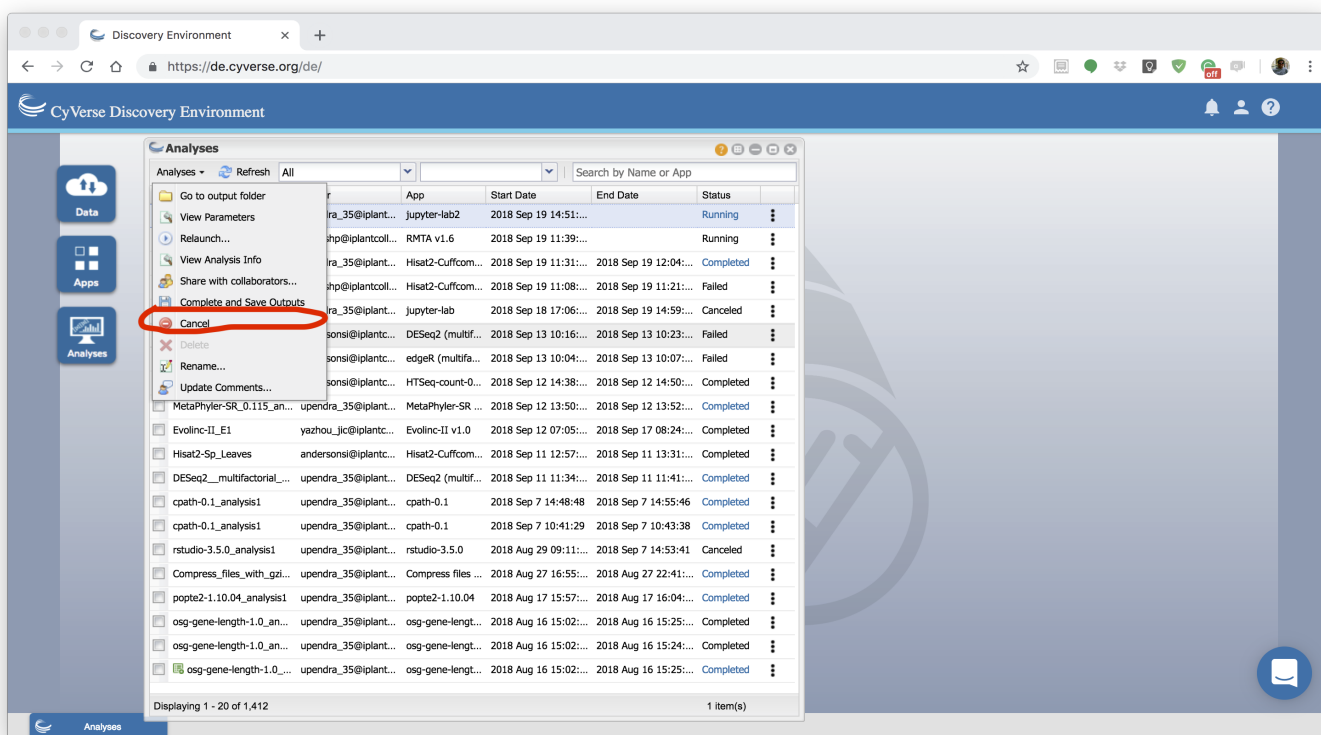 Discovery Environment
https://de.cyverse.org/de/
off
CyVerse Discovery Environment
Data
Apps
Analyses
Analyses
Analyses Refresh All Search by Name or App
App Start Date End Date Status
Go to output folder
View Parameters
Relaunch...
View Analysis Info
Share with collaborators...
Complete and Save Outputs
Cancel
Delete
Rename...
Update Comments...
ra_35@iplant... jupyter-lab2 2018 Sep 19 14:51:... Running
shp@iplantcoll... RMTA v1.6 2018 Sep 19 11:39:... Running
ra_35@iplant... Hisat2-Cuffcom... 2018 Sep 19 11:31:... 2018 Sep 19 12:04:... Completed
shp@iplantcoll... Hisat2-Cuffcom... 2018 Sep 19 11:08:... 2018 Sep 19 11:21:... Failed
ra_35@iplant... jupyter-lab 2018 Sep 18 17:06:... 2018 Sep 19 14:59:... Canceled
sonsi@iplantc... DESeq2 (multif... 2018 Sep 13 10:16:... 2018 Sep 13 10:23:... Failed
sonsi@iplantc... edgeR (multifa... 2018 Sep 13 10:04:... 2018 Sep 13 10:07:... Failed
sonsi@iplantc... HTSeq-count-0... 2018 Sep 12 14:38:... 2018 Sep 12 14:50:... Completed
MetaPhyler-SR_0.115_an... upendra_35@iplant... MetaPhyler-SR ... 2018 Sep 12 13:50:... 2018 Sep 12 13:52:... Completed
Evolinc-II_E1 yazhou_jic@iplantc... Evolinc-II v1.0 2018 Sep 12 07:05:... 2018 Sep 17 08:24:... Completed
Hisat2-Sp_Leaves andersonsi@iplantc... Hisat2-Cuffcom... 2018 Sep 11 12:57:... 2018 Sep 11 13:31:... Completed
DESeq2__multifactorial_... upendra_35@iplant... DESeq2 (multif... 2018 Sep 11 11:34:... 2018 Sep 11 11:41:... Completed
cpath-0.1_analysis1 upendra_35@iplant... cpath-0.1 2018 Sep 7 14:48:48 2018 Sep 7 14:55:46 Completed
cpath-0.1_analysis1 upendra_35@iplant... cpath-0.1 2018 Sep 7 10:41:29 2018 Sep 7 10:43:38 Completed
rstudio-3.5.0_analysis1 upendra_35@iplant... rstudio-3.5.0 2018 Aug 29 09:11:... 2018 Sep 7 14:53:41 Canceled
Compress_files_with_gzi... upendra_35@iplant... Compress files ... 2018 Aug 27 16:55:... 2018 Aug 27 22:41:... Completed
popte2-1.10.04_analysis1 upendra_35@iplant... popte2-1.10.04 2018 Aug 17 15:57:... 2018 Aug 17 16:04:... Completed
osg-gene-length-1.0_an... upendra_35@iplant... osg-gene-lengt... 2018 Aug 16 15:02:... 2018 Aug 16 15:25:... Completed
osg-gene-length-1.0_an... upendra_35@iplant... osg-gene-lengt... 2018 Aug 16 15:02:... 2018 Aug 16 15:24:... Completed
osg-gene-length-1.0_... upendra_35@iplant... osg-gene-lengt... 2018 Aug 16 15:02:... 2018 Aug 16 15:25:... Completed
Displaying 1 - 20 of 1,412 1 item(s)
Analyses